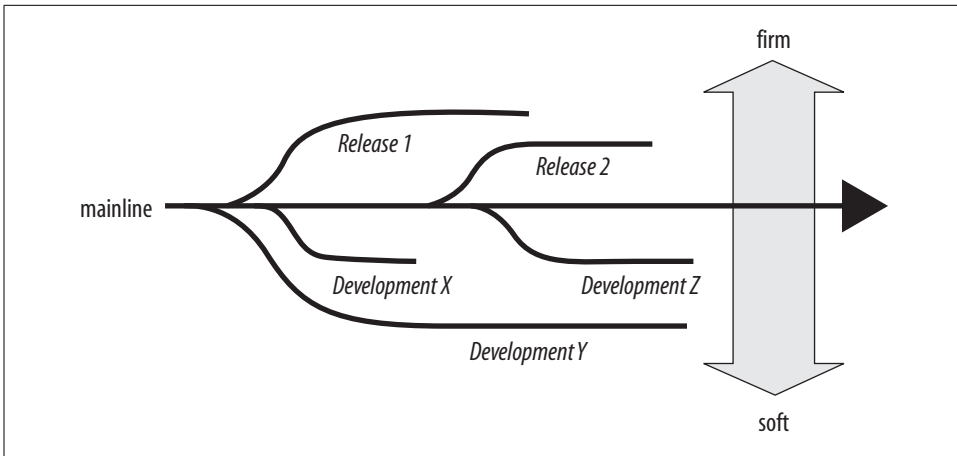 firm
Release 1
Release 2
mainline
Development X
Development Z
Development Y
soft